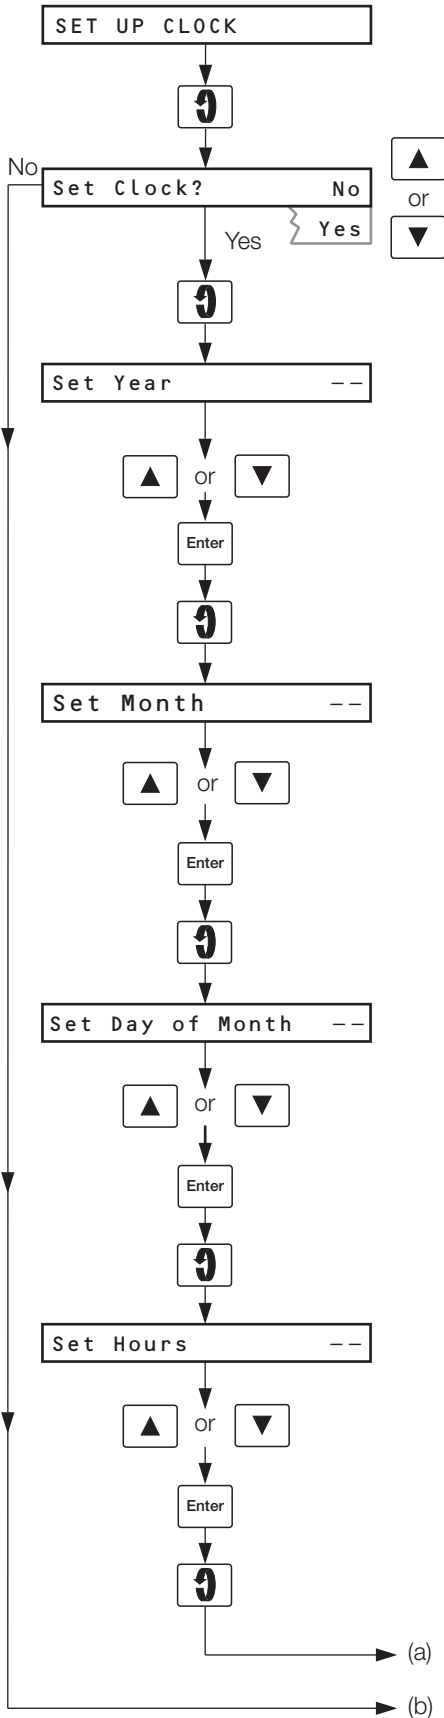 SET UP CLOCK
No
Set Clock? No
or
Yes
Yes
Set Year --
or
Enter
Set Month --
or
Enter
Set Day of Month --
or
Enter
Set Hours --
or
Enter
(a)
(b)